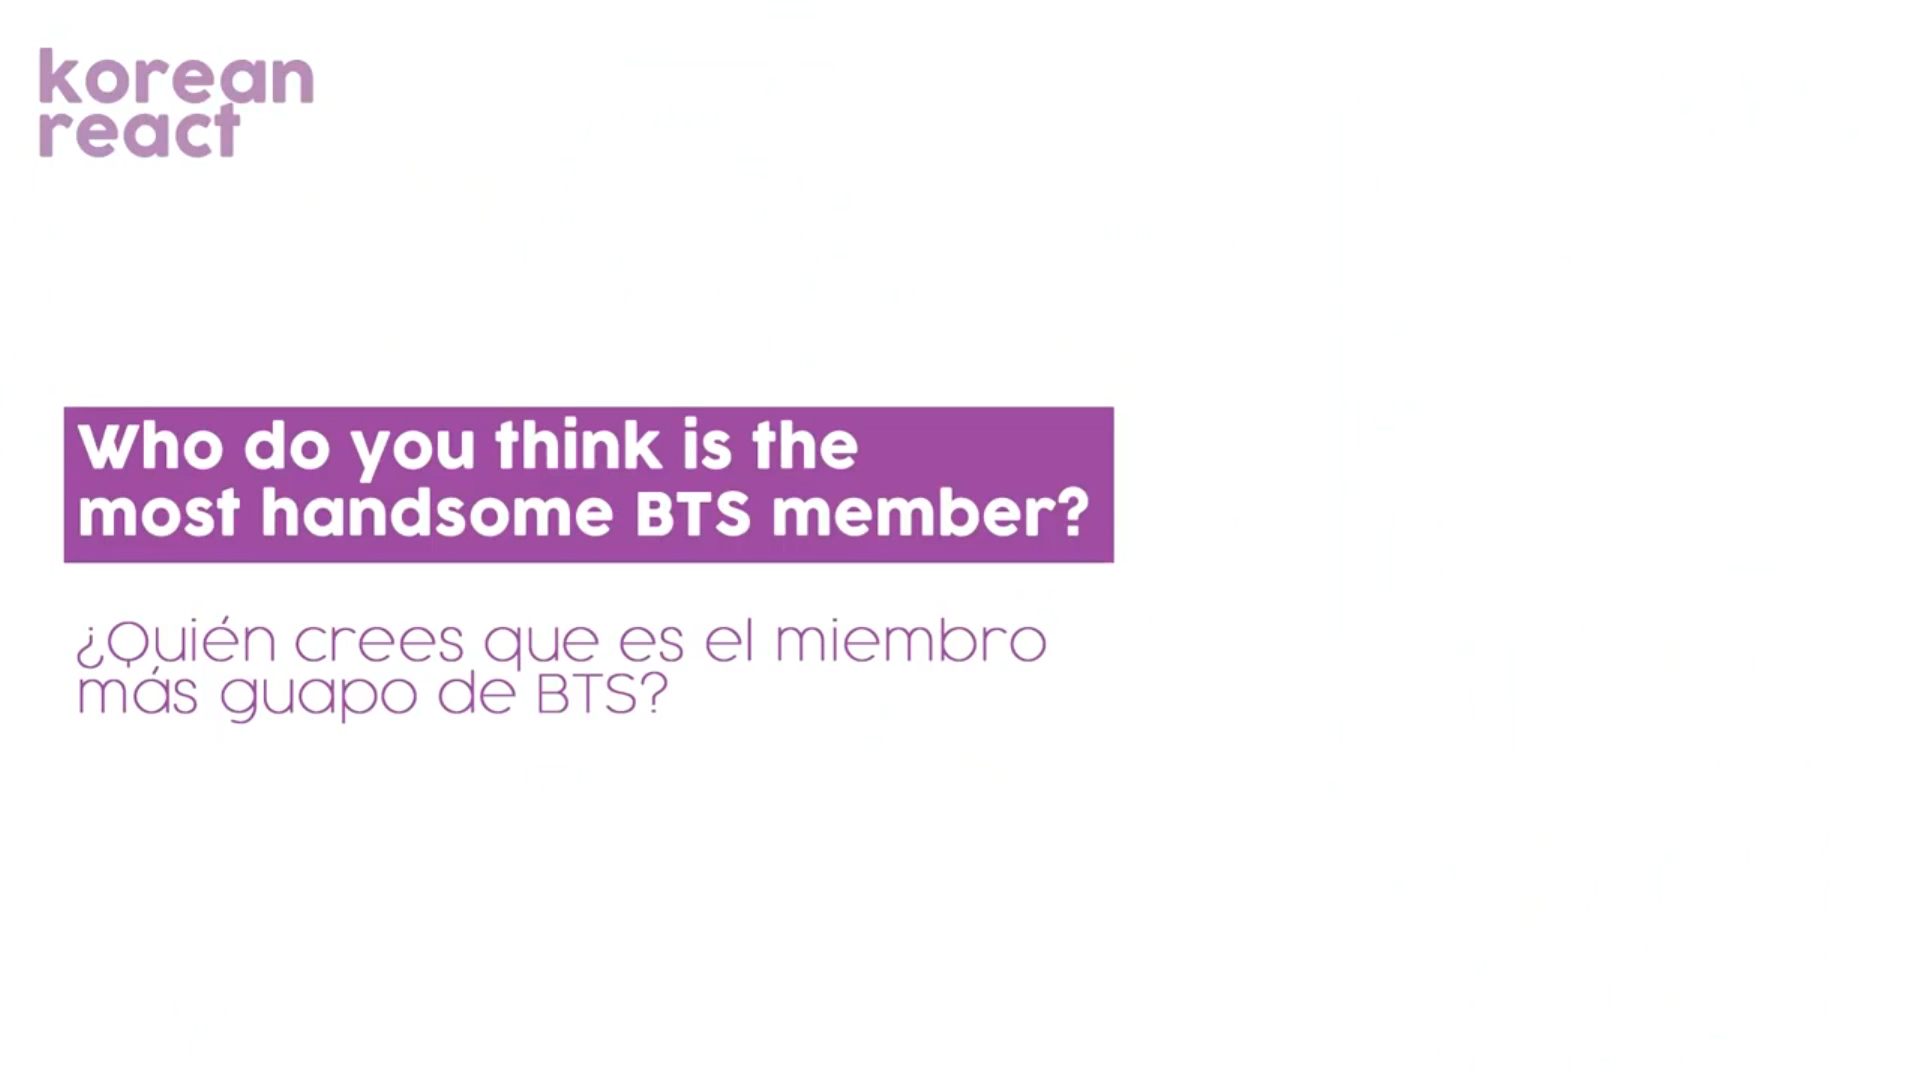 korean
react
Who do you think is the
most handsome BTS member?
¿Quién crees que es el miembro
más guapo de BTS?